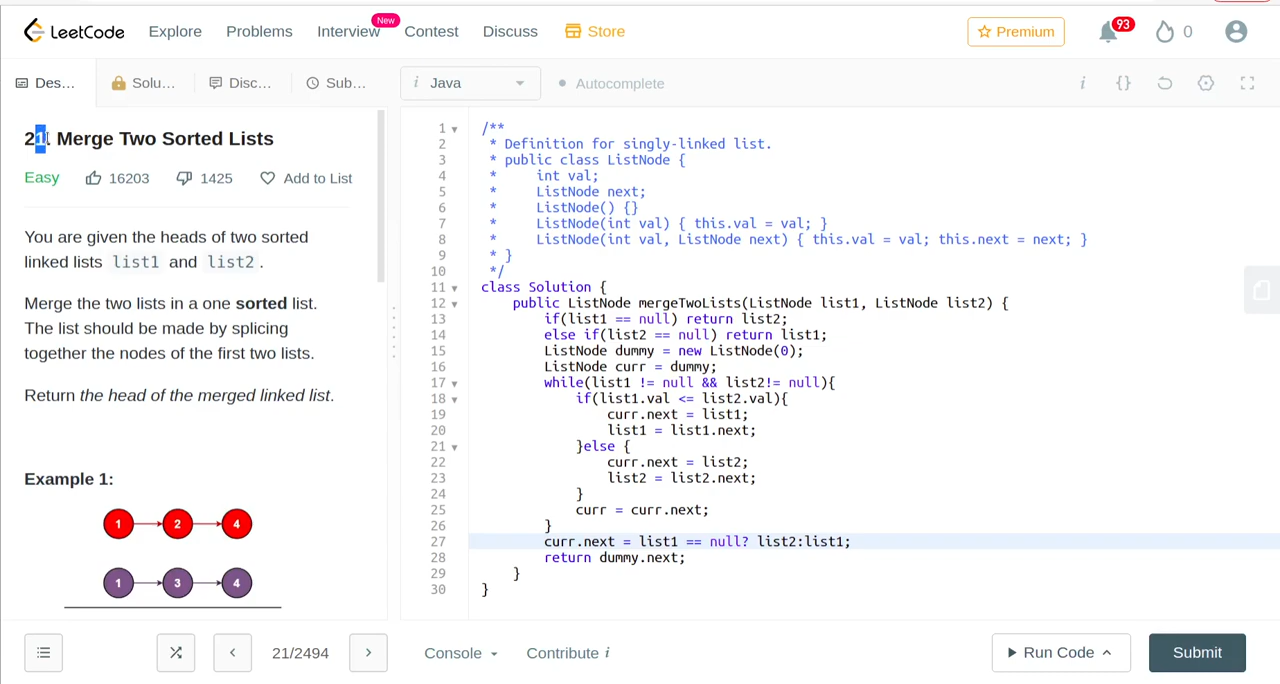 LeetCode Explore Problems Interview New Contest Discuss Store Premium 93 0
Des... Solu... Disc... Sub... i Java Autocomplete i {}
21. Merge Two Sorted Lists
Easy 16203 1425 Add to List
You are given the heads of two sorted
linked lists list1 and list2.
Merge the two lists in a one sorted list.
The list should be made by splicing
together the nodes of the first two lists.
Return the head of the merged linked list.
Example 1:
1 2 4
1 3 4
1 /**
2 * Definition for singly-linked list.
3 * public class ListNode {
4 *     int val;
5 *     ListNode next;
6 *     ListNode() {}
7 *     ListNode(int val) { this.val = val; }
8 *     ListNode(int val, ListNode next) { this.val = val; this.next = next; }
9 * }
10 */
11 class Solution {
12     public ListNode mergeTwoLists(ListNode list1, ListNode list2) {
13         if(list1 == null) return list2;
14         else if(list2 == null) return list1;
15         ListNode dummy = new ListNode(0);
16         ListNode curr = dummy;
17         while(list1 != null && list2!= null){
18             if(list1.val <= list2.val){
19                 curr.next = list1;
20                 list1 = list1.next;
21             }else {
22                 curr.next = list2;
23                 list2 = list2.next;
24             }
25             curr = curr.next;
26         }
27         curr.next = list1 == null? list2:list1;
28         return dummy.next;
29     }
30 }
21/2494 Console Contribute i Run Code Submit